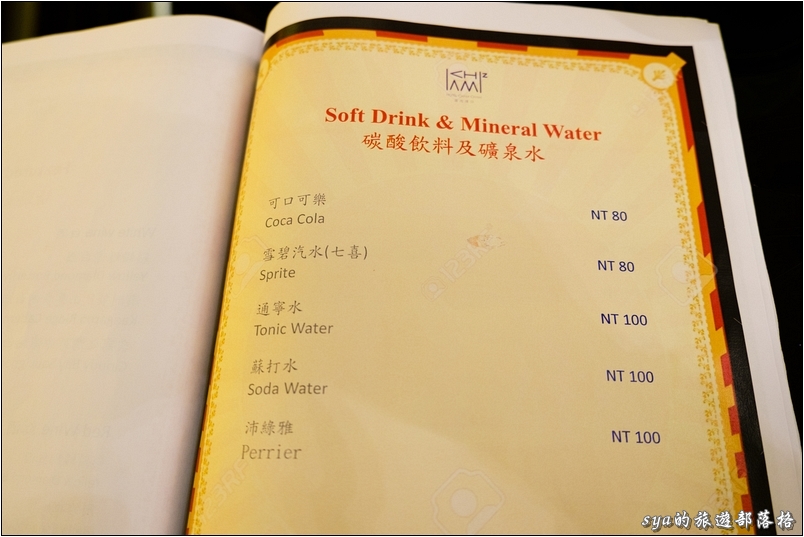 Soft Drink & Mineral Water
碳酸飲料及礦泉水
可口可樂
Coca Cola NT 80
雪碧汽水(七喜)
Sprite NT 80
通寧水
Tonic Water NT 100
蘇打水
Soda Water NT 100
沛綠雅
Perrier NT 100
sya的旅遊部落格